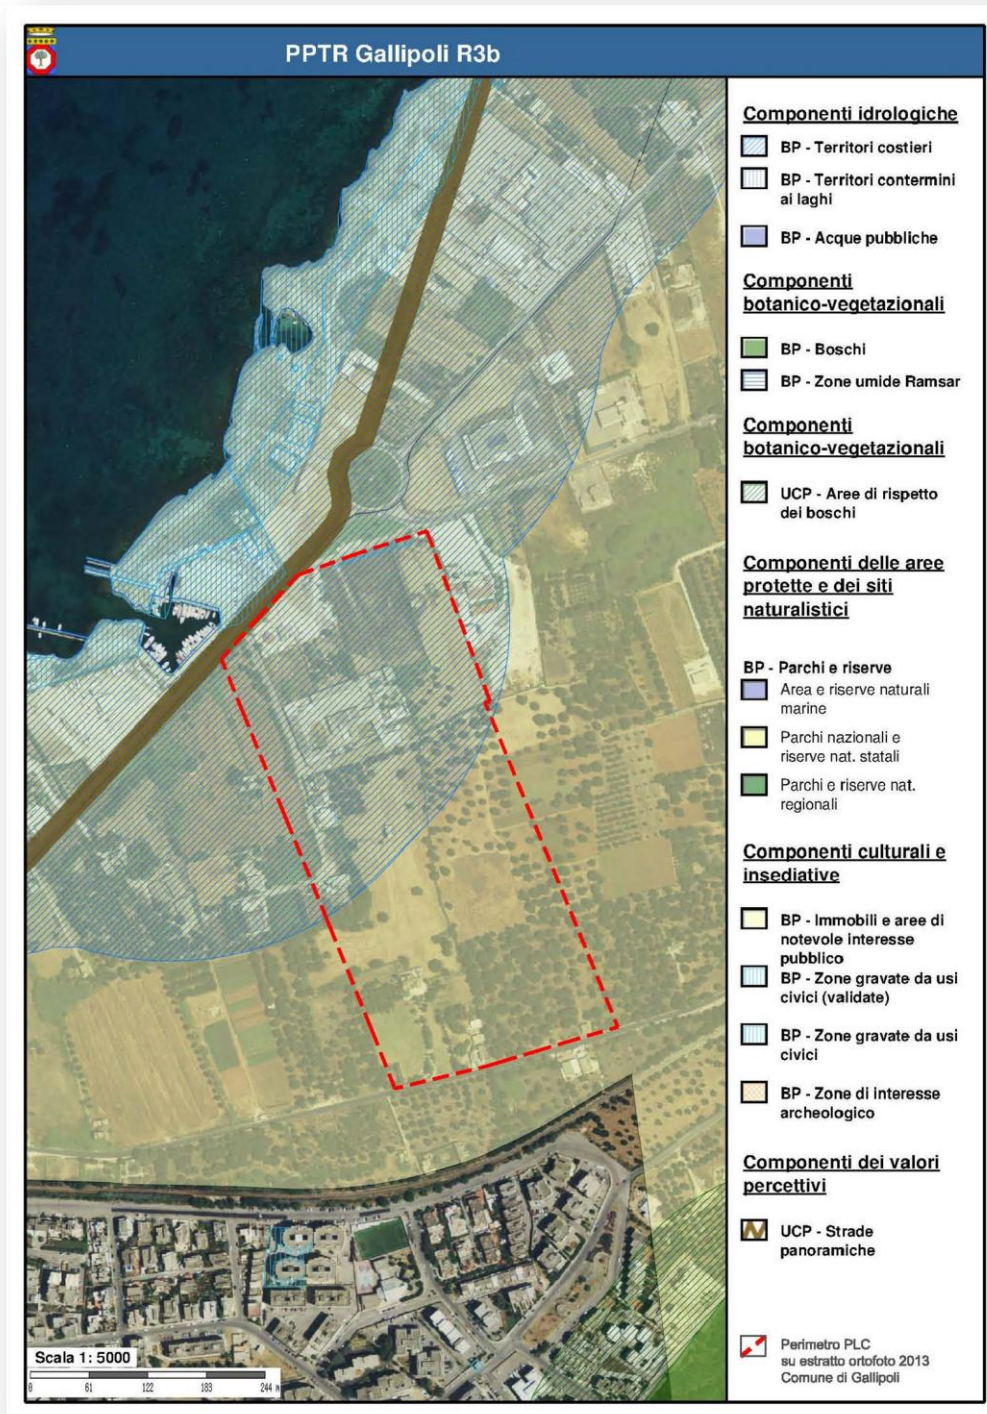 PPTR Gallipoli R3b
Componenti idrologiche
BP - Territori costieri
BP - Territori contermini
ai laghi
BP - Acque pubbliche
Componenti
botanico-vegetazionali
BP - Boschi
BP - Zone umide Ramsar
Componenti
botanico-vegetazionali
UCP - Aree di rispetto
dei boschi
Componenti delle aree
protette e dei siti
naturalistici
BP - Parchi e riserve
Area e riserve naturali
marine
Parchi nazionali e
riserve nat. statali
Parchi e riserve nat.
regionali
Componenti culturali e
insediative
BP - Immobili e aree di
notevole interesse
pubblico
BP - Zone gravate da usi
civici (validate)
BP - Zone gravate da usi
civici
BP - Zone di interesse
archeologico
Componenti dei valori
percettivi
UCP - Strade
panoramiche
Perimetro PLC
su estratto ortofoto 2013
Comune di Gallipoli
Scala 1: 5000
0 61 122 183 244 m